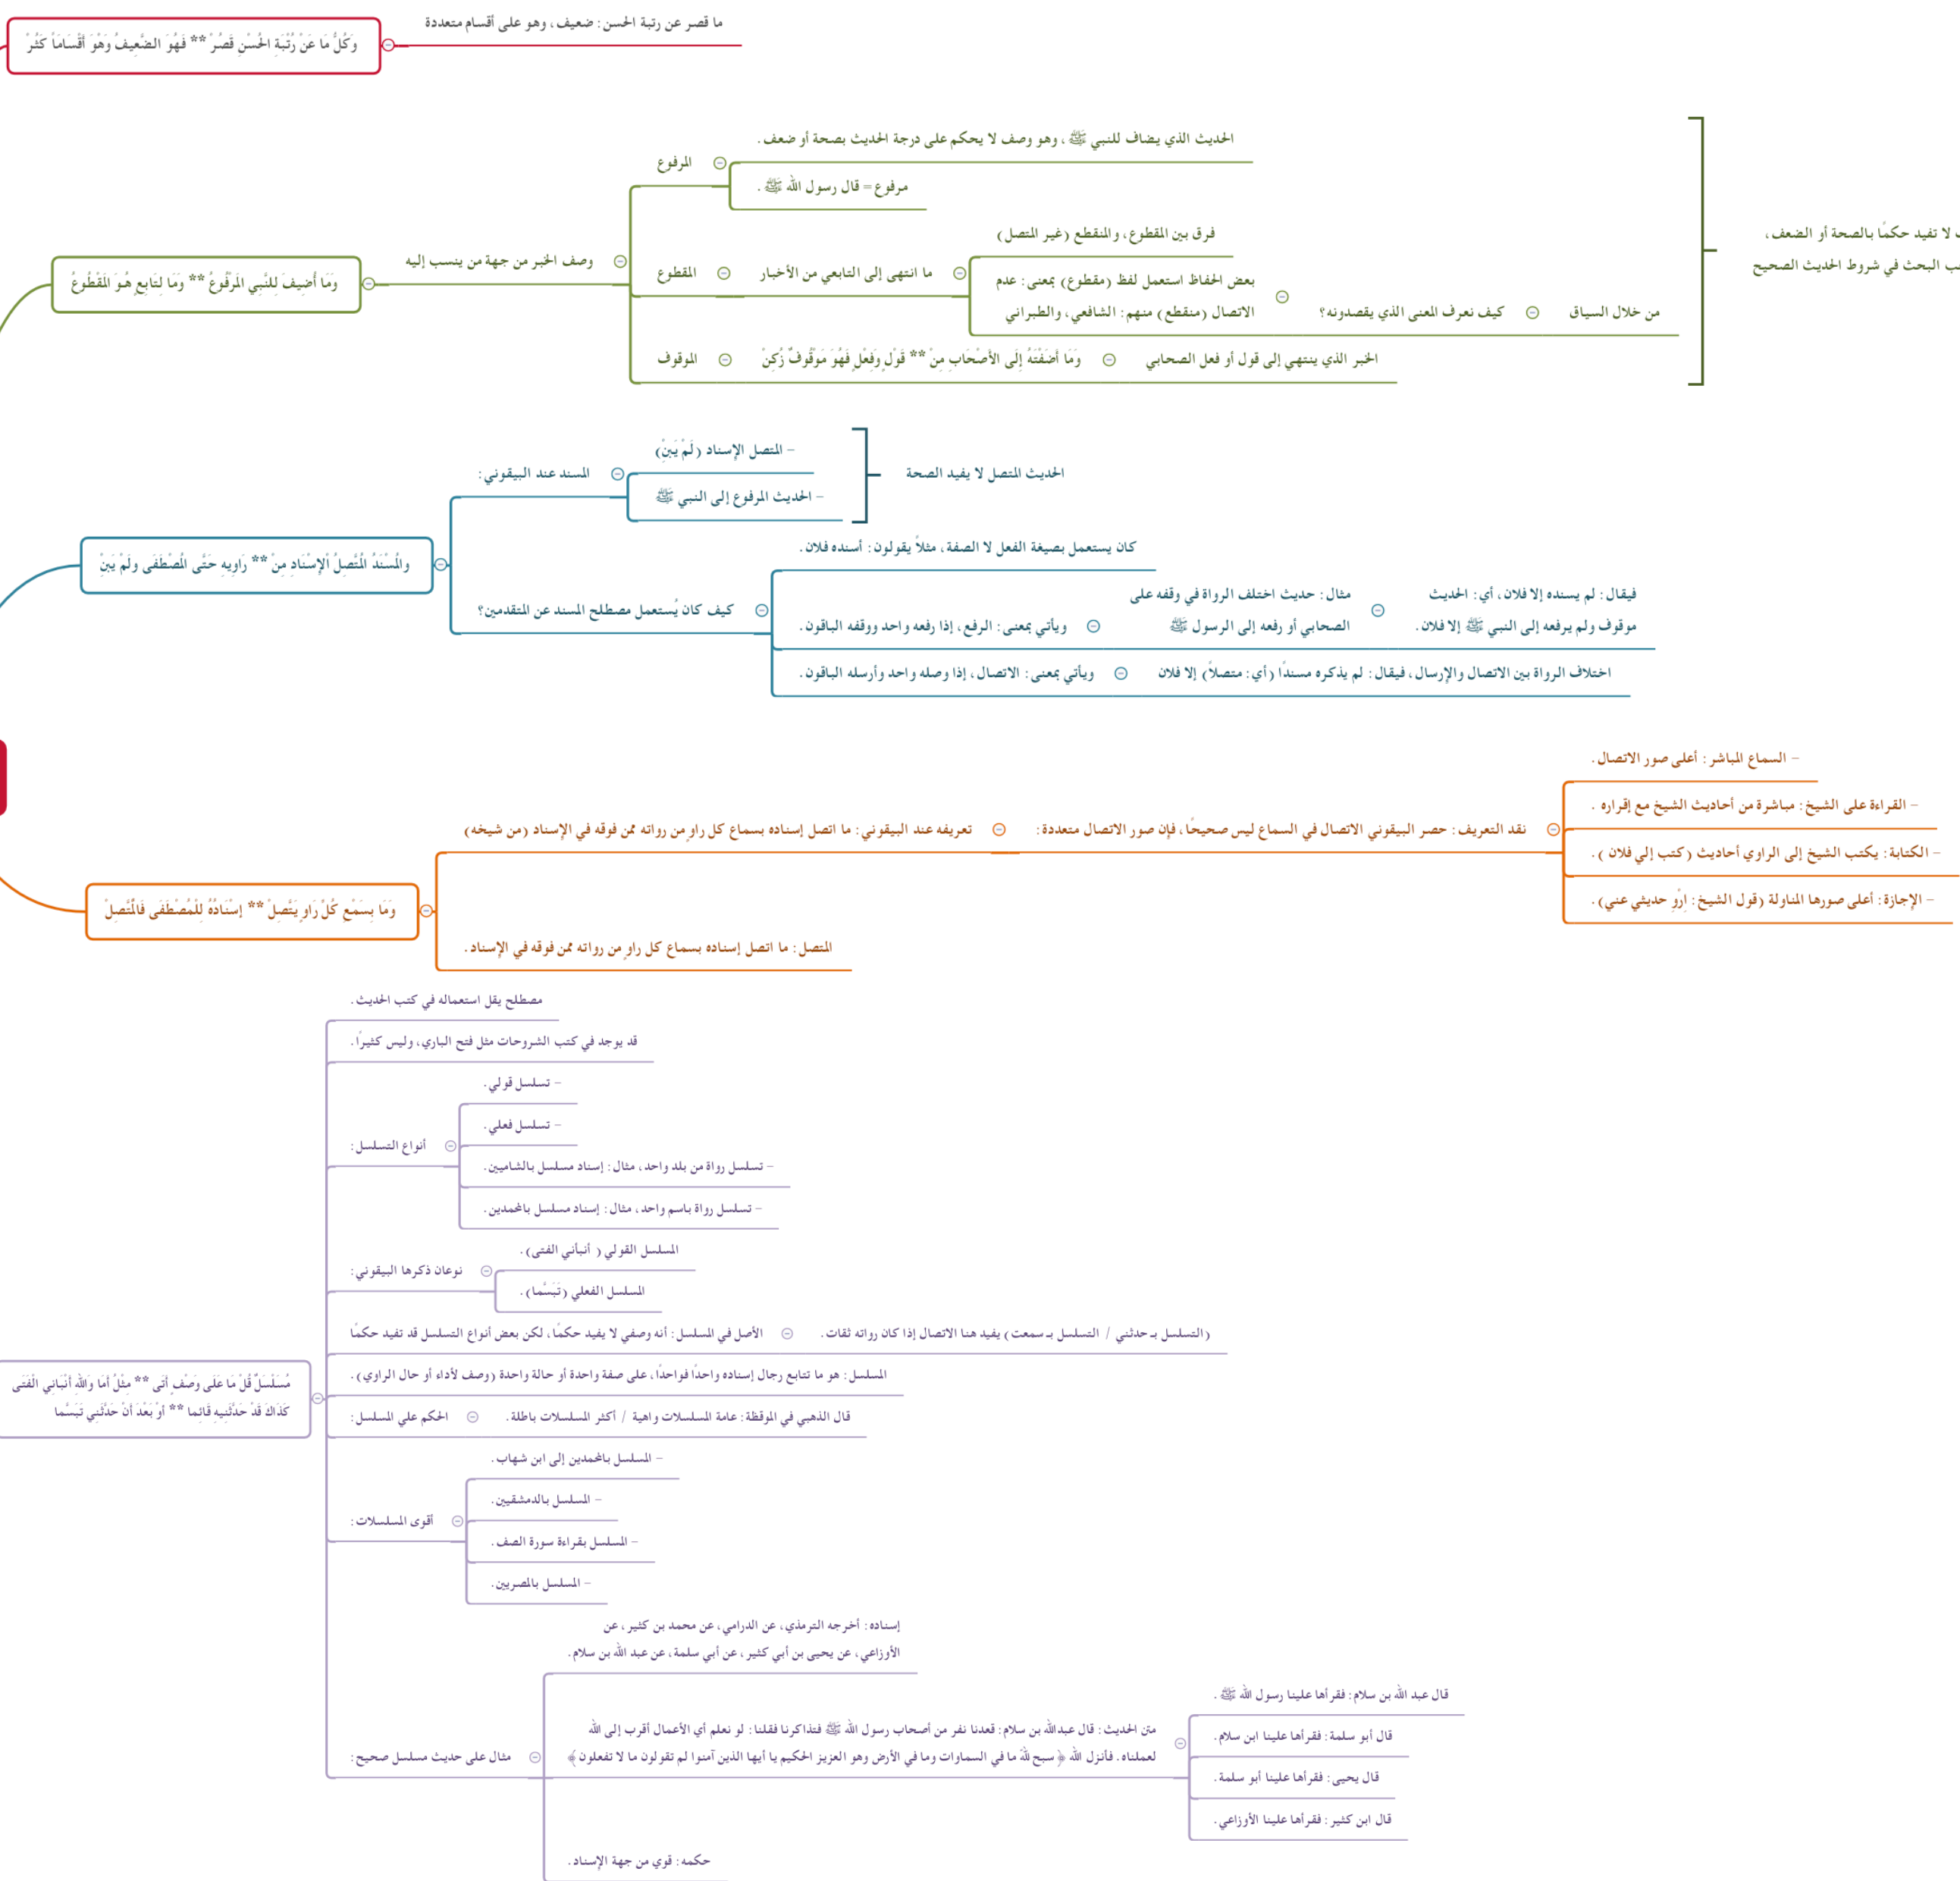 وَكُلُّ مَا عَنْ رُتْبَةِ الحُسْنِ قَصُرْ ** فَهْوَ الضَّعِيفُ وَهْوَ أَقْسَامَاً كَثُرْ
ما قصر عن رتبة الحسن: ضعيف، وهو على أقسام متعددة
وَمَا أُضِيفَ لِلنَّبِي المَرْفُوعُ ** وَمَا لِتَابِعٍ هُوَ المَقْطُوعُ
وصف الخبر من جهة من ينسب إليه
المرفوع
الحديث الذي يضاف للنبي ﷺ، وهو وصف لا يحكم على درجة الحديث بصحة أو ضعف.
مرفوع= قال رسول الله ﷺ.
المقطوع
ما انتهى إلى التابعي من الأخبار
فرق بين المقطوع، والمنقطع (غير المتصل)
بعض الحفاظ استعمل لفظ (مقطوع) بمعنى: عدم
الاتصال (منقطع) منهم: الشافعي، والطبراني
كيف نعرف المعنى الذي يقصدونه؟
من خلال السياق
الموقوف
وَمَا أَضَفْتَهُ إِلَى الأَصْحَابِ مِنْ ** قَوْلٍ وَفِعْلٍ فَهْوَ مَوْقُوفٌ زُكِنْ
الخبر الذي ينتهي إلى قول أو فعل الصحابي
لا تفيد حكمًا بالصحة أو الضعف،
البحث في شروط الحديث الصحيح
والمُسْنَدُ المُتَّصِلُ الْإِسْنَادِ مِنْ ** رَاوِيهِ حَتَّى المُصْطَفَى ولَمْ يَبِنْ
المسند عند البيقوني:
– المتصل الإسناد (لَمْ يَبِنْ)
– الحديث المرفوع إلى النبي ﷺ
الحديث المتصل لا يفيد الصحة
كيف كان يُستعمل مصطلح المسند عن المتقدمين؟
كان يستعمل بصيغة الفعل لا الصفة، مثلاً يقولون: أسنده فلان.
ويأتي بمعنى: الرفع، إذا رفعه واحد ووقفه الباقون.
مثال: حديث اختلف الرواة في وقفه على
الصحابي أو رفعه إلى الرسول ﷺ
فيقال: لم يسنده إلا فلان، أي: الحديث
موقوف ولم يرفعه إلى النبي ﷺ إلا فلان.
ويأتي بمعنى: الاتصال، إذا وصله واحد وأرسله الباقون.
اختلاف الرواة بين الاتصال والإرسال، فيقال: لم يذكره مسندًا (أي: متصلاً) إلا فلان
وَمَا بِسَمْعِ كُلِّ رَاوٍ يَتَّصِلْ ** إِسْنَادُهُ لِلْمُصْطَفَى فَالْمُتَّصِلْ
تعريفه عند البيقوني: ما اتصل إسناده بسماع كل راوٍ من رواته ممن فوقه في الإسناد (من شيخه)
نقد التعريف: حصر البيقوني الاتصال في السماع ليس صحيحًا، فإن صور الاتصال متعددة:
– السماع المباشر: أعلى صور الاتصال.
– القراءة على الشيخ: مباشرة من أحاديث الشيخ مع إقراره .
– الكتابة: يكتب الشيخ إلى الراوي أحاديث (كتب إلي فلان ).
– الإجازة: أعلى صورها المناولة (قول الشيخ: ارْوِ حديثي عني).
المتصل: ما اتصل إسناده بسماع كل راوٍ من رواته ممن فوقه في الإسناد.
مُسَلْسَلٌ قُلْ مَا عَلَى وَصْفٍ أَتَى ** مِثْلُ أَمَا وَاللهِ أَنْبَانِي الْفَتَى
كَذَاكَ قَدْ حَدَّثَنِيهِ قَائِما ** أَوْ بَعْدَ أَنْ حَدَّثَنِي تَبَسَّما
مصطلح يقل استعماله في كتب الحديث.
قد يوجد في كتب الشروحات مثل فتح الباري، وليس كثيرًا.
أنواع التسلسل:
– تسلسل قولي.
– تسلسل فعلي.
– تسلسل رواة من بلد واحد، مثال: إسناد مسلسل بالشاميين.
– تسلسل رواة باسم واحد، مثال: إسناد مسلسل بالمحمدين.
نوعان ذكرها البيقوني:
المسلسل القولي ( أنبأني الفتى).
المسلسل الفعلي (تَبَسَّما).
الأصل في المسلسل: أنه وصفي لا يفيد حكمًا، لكن بعض أنواع التسلسل قد تفيد حكمًا
(التسلسل بـ حدثني / التسلسل بـ سمعت) يفيد هنا الاتصال إذا كان رواته ثقات.
المسلسل: هو ما تتابع رجال إسناده واحدًا فواحدًا، على صفة واحدة أو حالة واحدة (وصف لأداء أو حال الراوي).
الحكم علي المسلسل:
قال الذهبي في الموقظة: عامة المسلسلات واهية / أكثر المسلسلات باطلة.
أقوى المسلسلات:
– المسلسل بالمحمدين إلى ابن شهاب.
– المسلسل بالدمشقيين.
– المسلسل بقراءة سورة الصف.
– المسلسل بالمصريين.
مثال على حديث مسلسل صحيح:
إسناده: أخرجه الترمذي، عن الدرامي، عن محمد بن كثير، عن
الأوزاعي، عن يحيى بن أبي كثير، عن أبي سلمة، عن عبد الله بن سلام.
متن الحديث: قال عبدالله بن سلام: قعدنا نفر من أصحاب رسول الله ﷺ فتذاكرنا فقلنا: لو نعلم أي الأعمال أقرب إلى الله
لعملناه. فأنزل الله ﴿سبح للهِ ما في السماوات وما في الأرض وهو العزيز الحكيم يا أيها الذين آمنوا لم تقولون ما لا تفعلون﴾
قال عبد الله بن سلام: فقرأها علينا رسول الله ﷺ.
قال أبو سلمة: فقرأها علينا ابن سلام.
قال يحيى: فقرأها علينا أبو سلمة.
قال ابن كثير: فقرأها علينا الأوزاعي.
حكمه: قوي من جهة الإسناد.